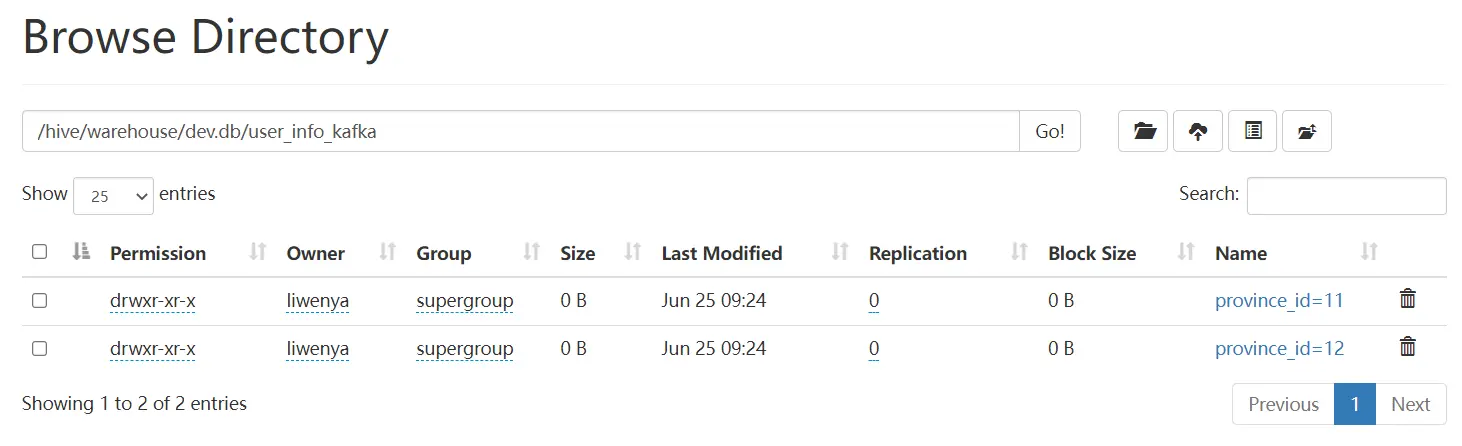 Browse Directory
/hive/warehouse/dev.db/user_info_kafka Go!
Show 25 entries Search:
Permission Owner Group Size Last Modified Replication Block Size Name
drwxr-xr-x liwenya supergroup 0 B Jun 25 09:24 0 0 B province_id=11
drwxr-xr-x liwenya supergroup 0 B Jun 25 09:24 0 0 B province_id=12
Showing 1 to 2 of 2 entries Previous 1 Next